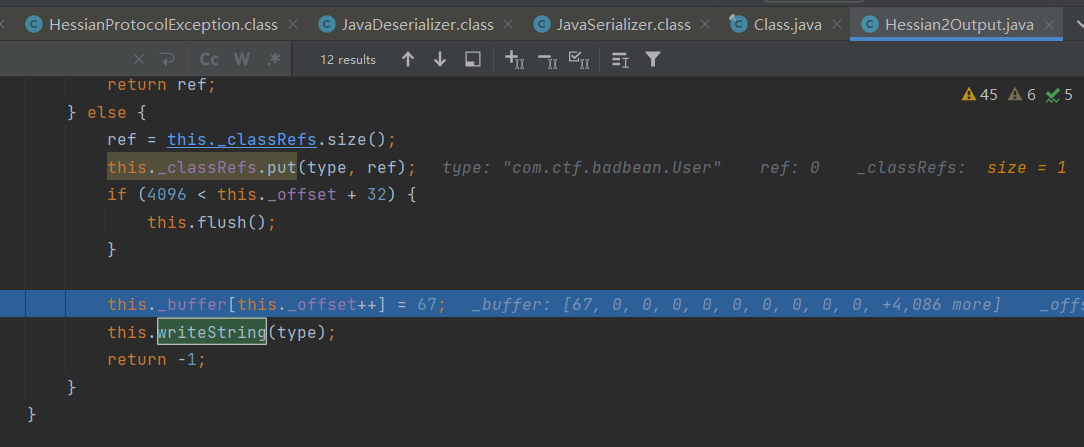 HessianProtocolException.class JavaDeserializer.class JavaSerializer.class Class.java Hessian2Output.java
Cc W .* 12 results
return ref;
45 6 5
} else {
ref = this._classRefs.size();
this._classRefs.put(type, ref); type: "com.ctf.badbean.User" ref: 0 _classRefs: size = 1
if (4096 < this._offset + 32) {
this.flush();
}
this._buffer[this._offset++] = 67; _buffer: [67, 0, 0, 0, 0, 0, 0, 0, 0, 0, +4,086 more] _offs
this.writeString(type);
return -1;
}
}